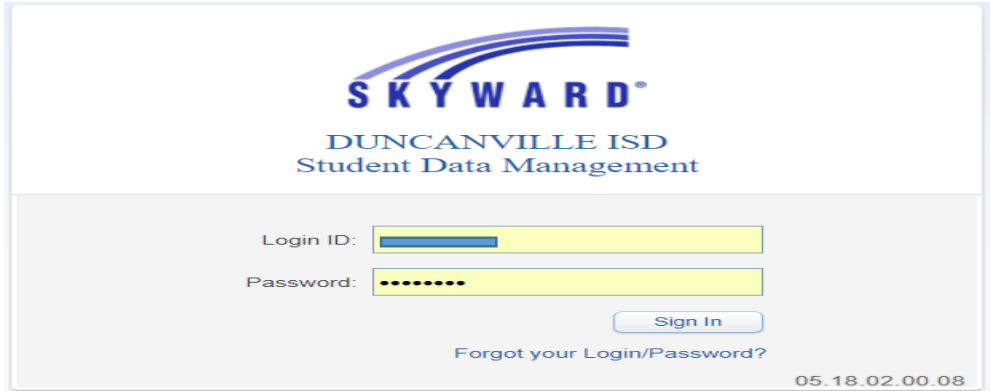 SKYWARD®
DUNCANVILLE ISD
Student Data Management
Login ID:
Password: ••••••••
Sign In
Forgot your Login/Password?
05.18.02.00.08